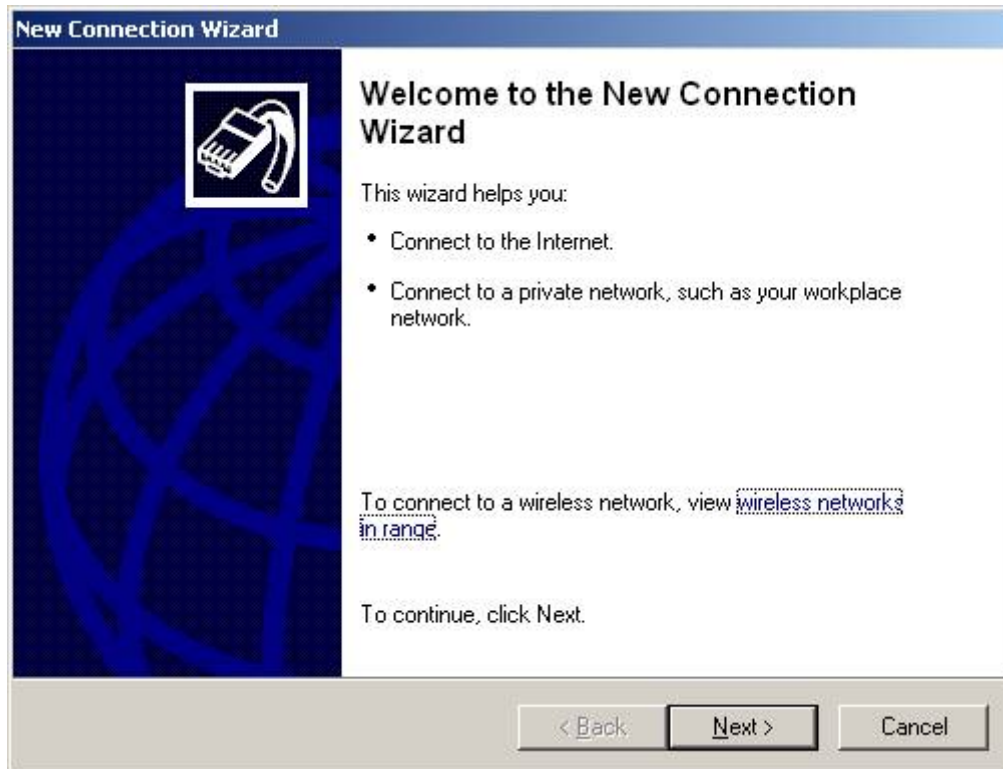 New Connection Wizard
Welcome to the New Connection
Wizard
This wizard helps you:
• Connect to the Internet.
• Connect to a private network, such as your workplace
network.
To connect to a wireless network, view wireless networks
in range.
To continue, click Next.
< Back
Next >
Cancel